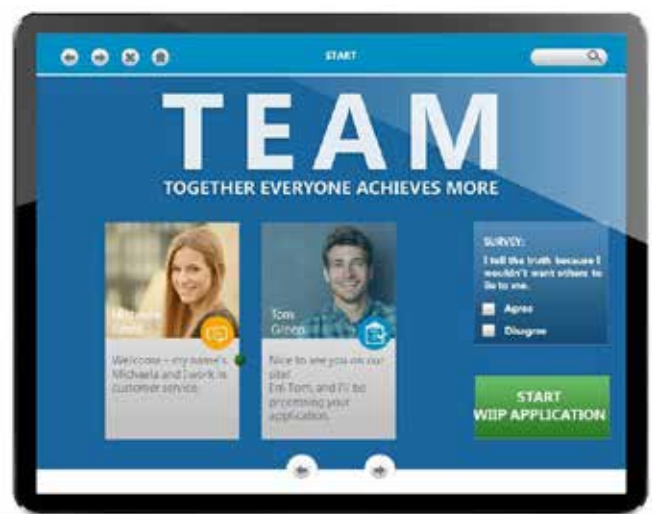 START
TEAM
TOGETHER EVERYONE ACHIEVES MORE
Tom
Green
Welcome – my name's
Michaela and I work in
customer service.
Nice to see you on our
site!
I'm Tom, and I'll be
processing your
application.
SURVEY:
I tell the truth because I
wouldn't want others to
lie to me.
Agree
Disagree
START
WIIP APPLICATION